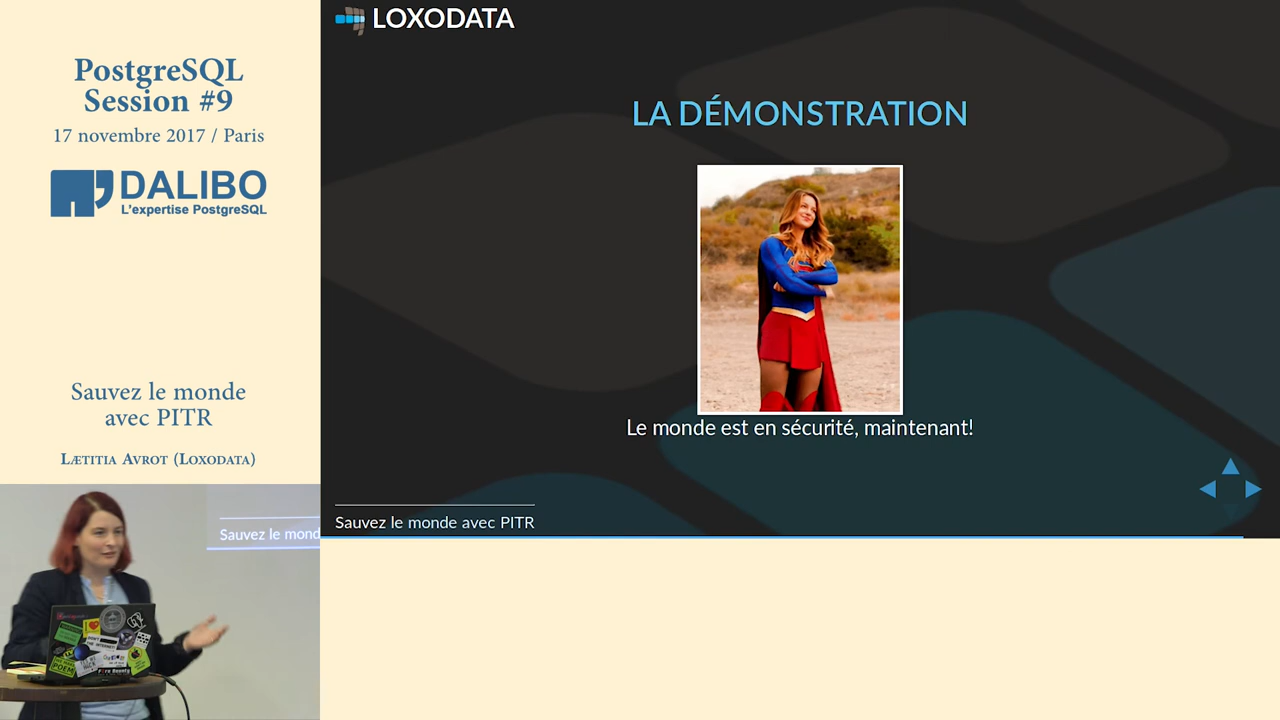 PostgreSQL
Session #9
17 novembre 2017 / Paris
DALIBO
L'expertise PostgreSQL
Sauvez le monde
avec PITR
Lætitia Avrot (Loxodata)
Sauvez le mond
LOXODATA
LA DÉMONSTRATION
Le monde est en sécurité, maintenant!
Sauvez le monde avec PITR